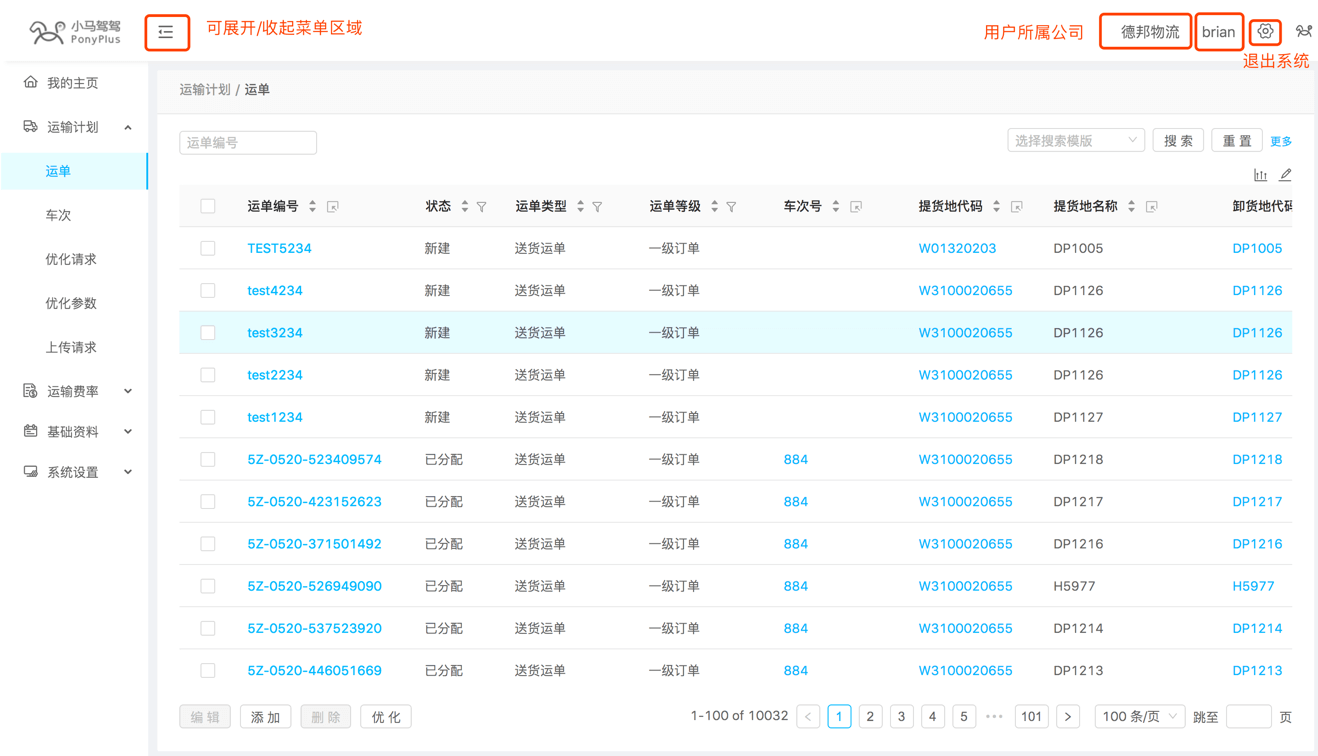 小马驾驾
PonyPlus
可展开/收起菜单区域
用户所属公司
德邦物流
brian
退出系统
我的主页
运输计划
运单
车次
优化请求
优化参数
上传请求
运输费率
基础资料
系统设置
运输计划 / 运单
运单编号
选择搜索模版
搜 索
重 置
更多
运单编号 状态 运单类型 运单等级 车次号 提货地代码 提货地名称 卸货地代码
TEST5234 新建 送货运单 一级订单 W01320203 DP1005 DP1005
test4234 新建 送货运单 一级订单 W3100020655 DP1126 DP1126
test3234 新建 送货运单 一级订单 W3100020655 DP1126 DP1126
test2234 新建 送货运单 一级订单 W3100020655 DP1126 DP1126
test1234 新建 送货运单 一级订单 W3100020655 DP1127 DP1127
5Z-0520-523409574 已分配 送货运单 一级订单 884 W3100020655 DP1218 DP1218
5Z-0520-423152623 已分配 送货运单 一级订单 884 W3100020655 DP1217 DP1217
5Z-0520-371501492 已分配 送货运单 一级订单 884 W3100020655 DP1216 DP1216
5Z-0520-526949090 已分配 送货运单 一级订单 884 W3100020655 H5977 H5977
5Z-0520-537523920 已分配 送货运单 一级订单 884 W3100020655 DP1214 DP1214
5Z-0520-446051669 已分配 送货运单 一级订单 884 W3100020655 DP1213 DP1213
编 辑 添 加 删 除 优 化 1-100 of 10032 < 1 2 3 4 5 ••• 101 > 100 条/页 跳至 页